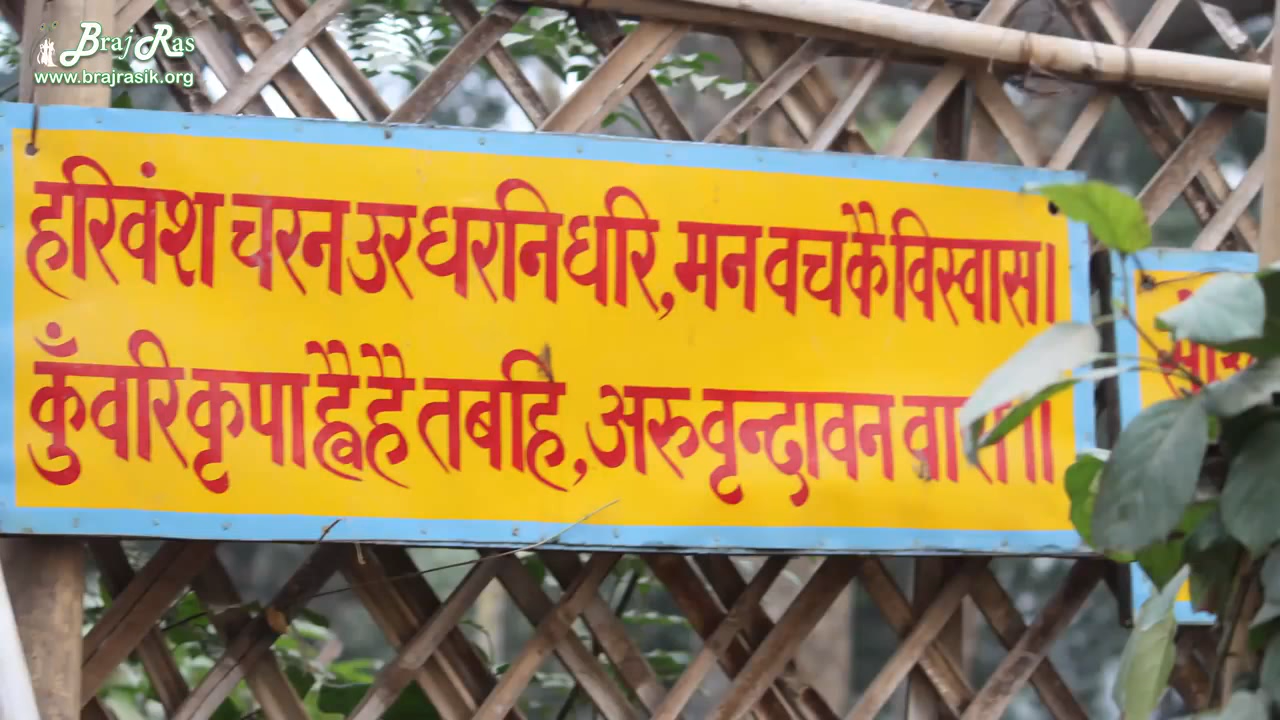 Braj Ras
www.brajrasik.org
हरिवंश चरन उर धरनि धरि, मन वच कै विस्वास।
कुँवरि कृपा ह्वैहै तबहि, अरु वृन्दावन